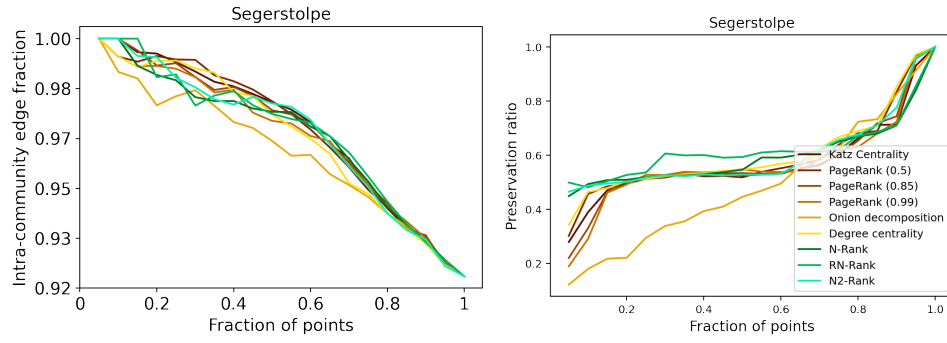 Segerstolpe
1.00
0.98
0.97
0.95
0.93
0.92
0
0.2
0.4
0.6
0.8
1
Intra-community edge fraction
Fraction of points
Segerstolpe
1.0
0.8
0.6
0.4
0.2
0.2
0.4
0.6
0.8
1.0
Preservation ratio
Fraction of points
Katz Centrality
PageRank (0.5)
PageRank (0.85)
PageRank (0.99)
Onion decomposition
Degree centrality
N-Rank
RN-Rank
N2-Rank